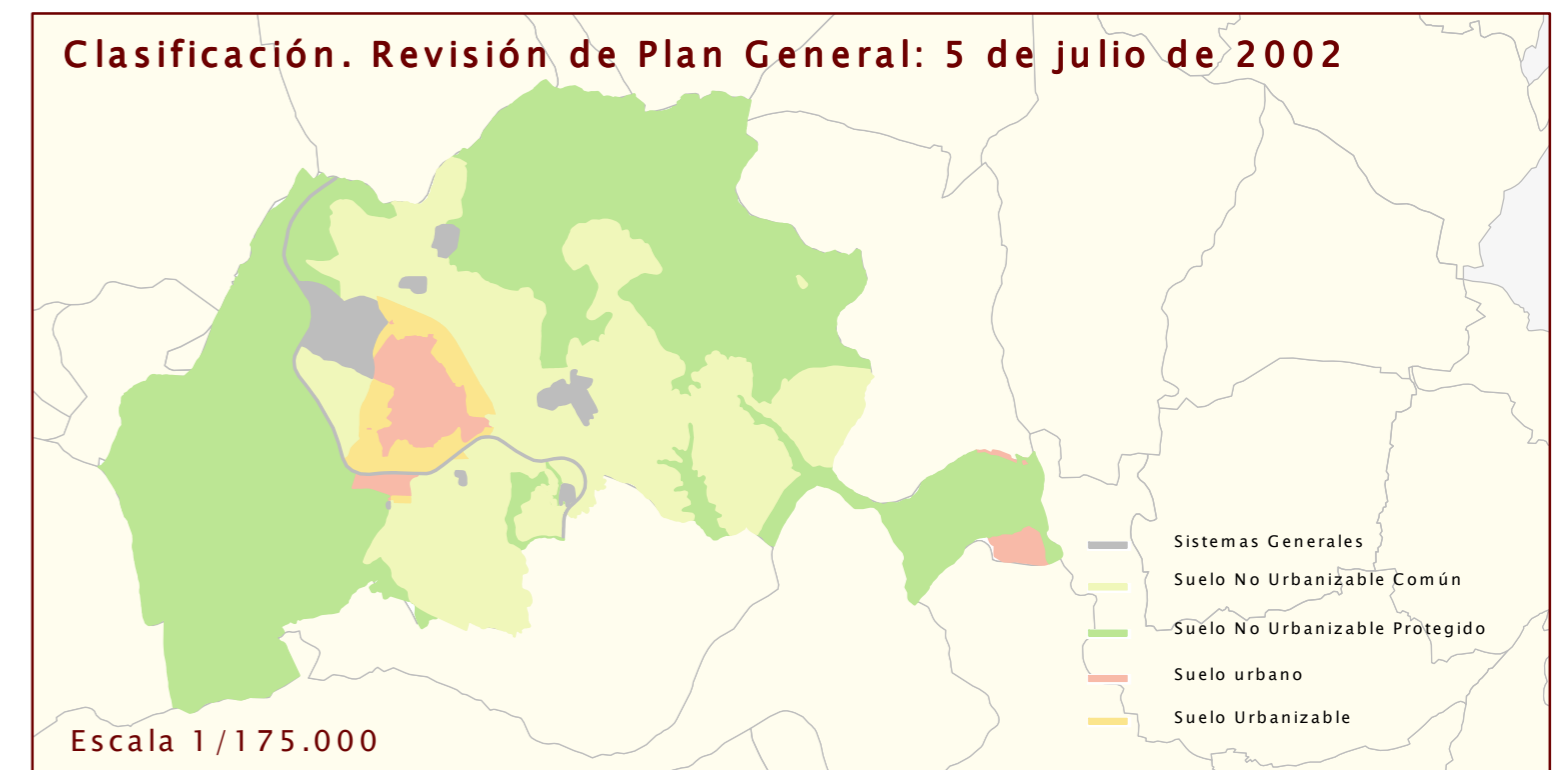 Clasificación. Revisión de Plan General: 5 de julio de 2002
Sistemas Generales
Suelo No Urbanizable Común
Suelo No Urbanizable Protegido
Suelo urbano
Suelo Urbanizable
Escala 1/175.000